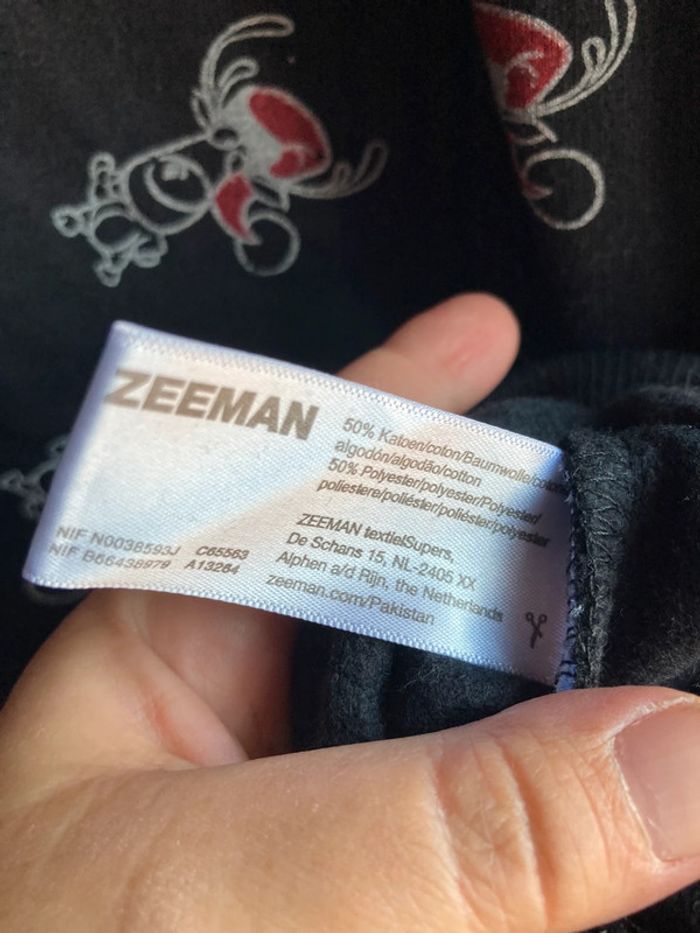 ZEEMAN
50% Katoen/coton/Baumwolle/coton
algodón/algodão/cotton
50% Polyester/polyester/Polyester/
poliestere/poliéster/poliéster/polyester
ZEEMAN textielSupers,
De Schans 15, NL-2405 XX
Alphen a/d Rijn, the Netherlands
zeeman.com/Pakistan
NIF N0038593J C65563
NIF B66438979 A13264